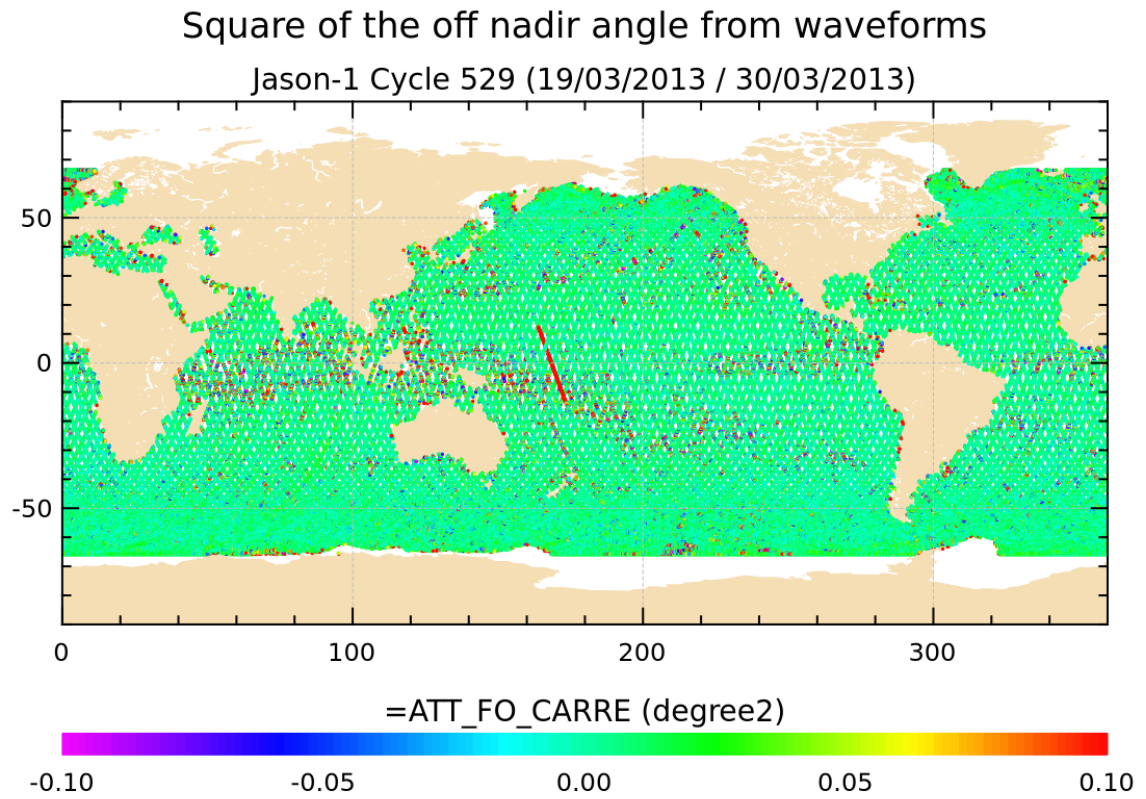 Square of the off nadir angle from waveforms
Jason-1 Cycle 529 (19/03/2013 / 30/03/2013)
50
0
-50
0 100 200 300
=ATT_FO_CARRE (degree2)
-0.10 -0.05 0.00 0.05 0.10